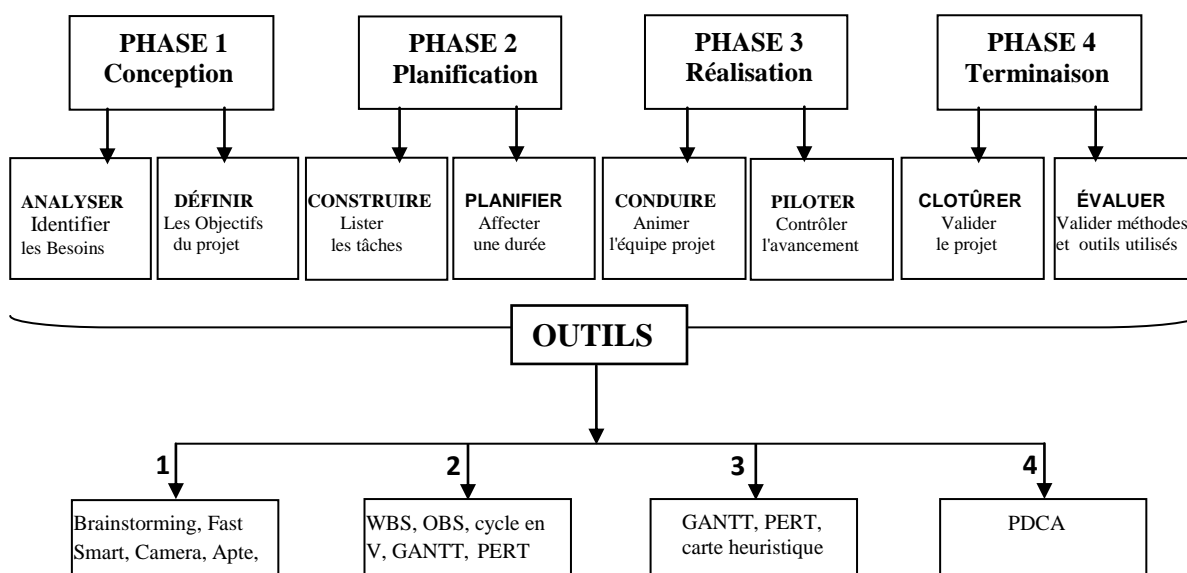 PHASE 1
Conception
PHASE 2
Planification
PHASE 3
Réalisation
PHASE 4
Terminaison
ANALYSER
Identifier
les Besoins
DÉFINIR
Les Objectifs
du projet
CONSTRUIRE
Lister
les tâches
PLANIFIER
Affecter
une durée
CONDUIRE
Animer
l'équipe projet
PILOTER
Contrôler
l'avancement
CLOTÛRER
Valider
le projet
ÉVALUER
Valider méthodes
et outils utilisés
OUTILS
1
Brainstorming, Fast
Smart, Camera, Apte,
2
WBS, OBS, cycle en
V, GANTT, PERT
3
GANTT, PERT,
carte heuristique
4
PDCA